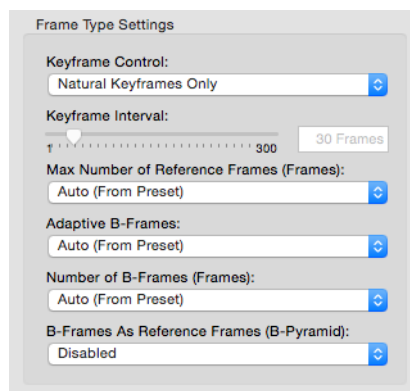 Frame Type Settings
Keyframe Control:
Natural Keyframes Only
Keyframe Interval:
1 300 30 Frames
Max Number of Reference Frames (Frames):
Auto (From Preset)
Adaptive B-Frames:
Auto (From Preset)
Number of B-Frames (Frames):
Auto (From Preset)
B-Frames As Reference Frames (B-Pyramid):
Disabled